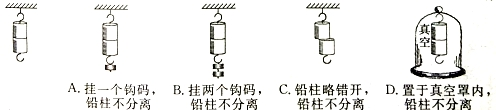 真空
A. 挂一个钩码，
铅柱不分离
B. 挂两个钩码，
铅柱不分离
C. 铅柱略错开，
铅柱不分离
D. 置于真空罩内，
铅柱不分离